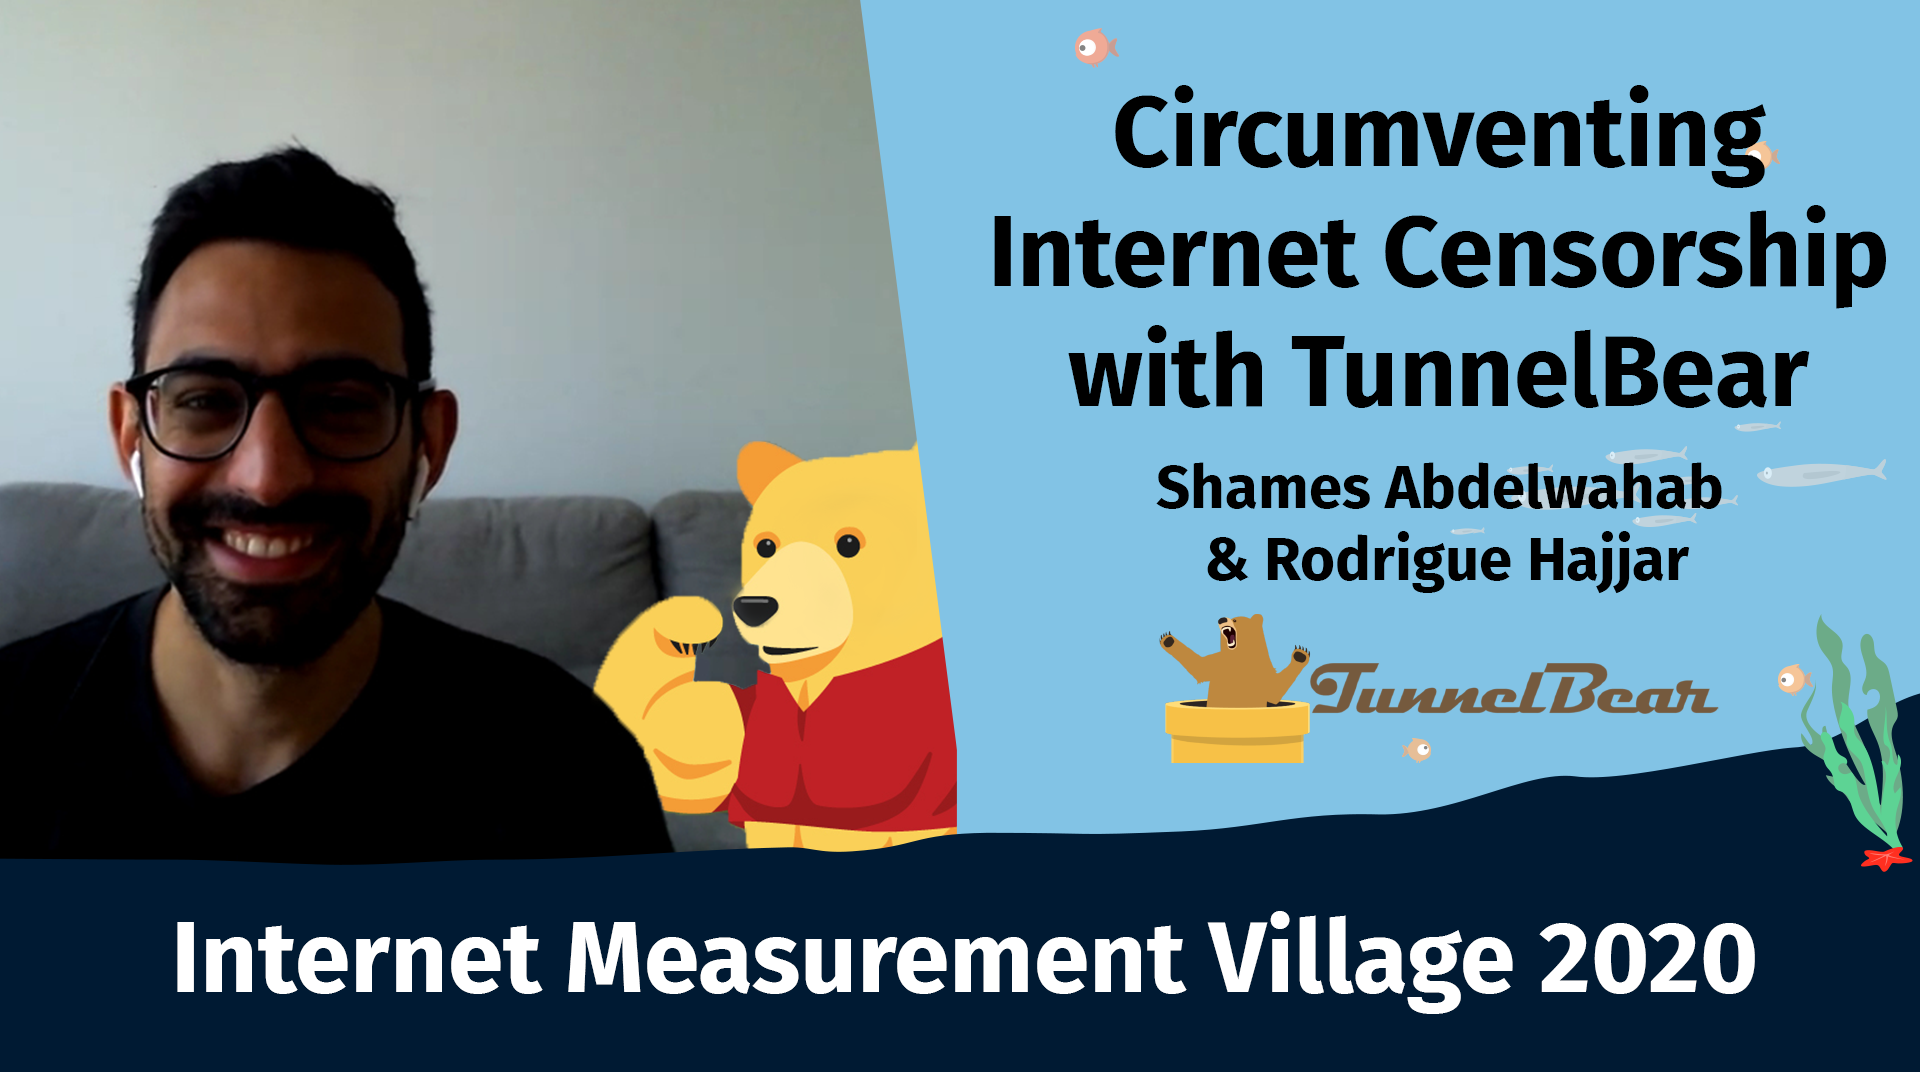 Circumventing
Internet Censorship
with TunnelBear
Shames Abdelwahab
& Rodrigue Hajjar
TunnelBear
Internet Measurement Village 2020